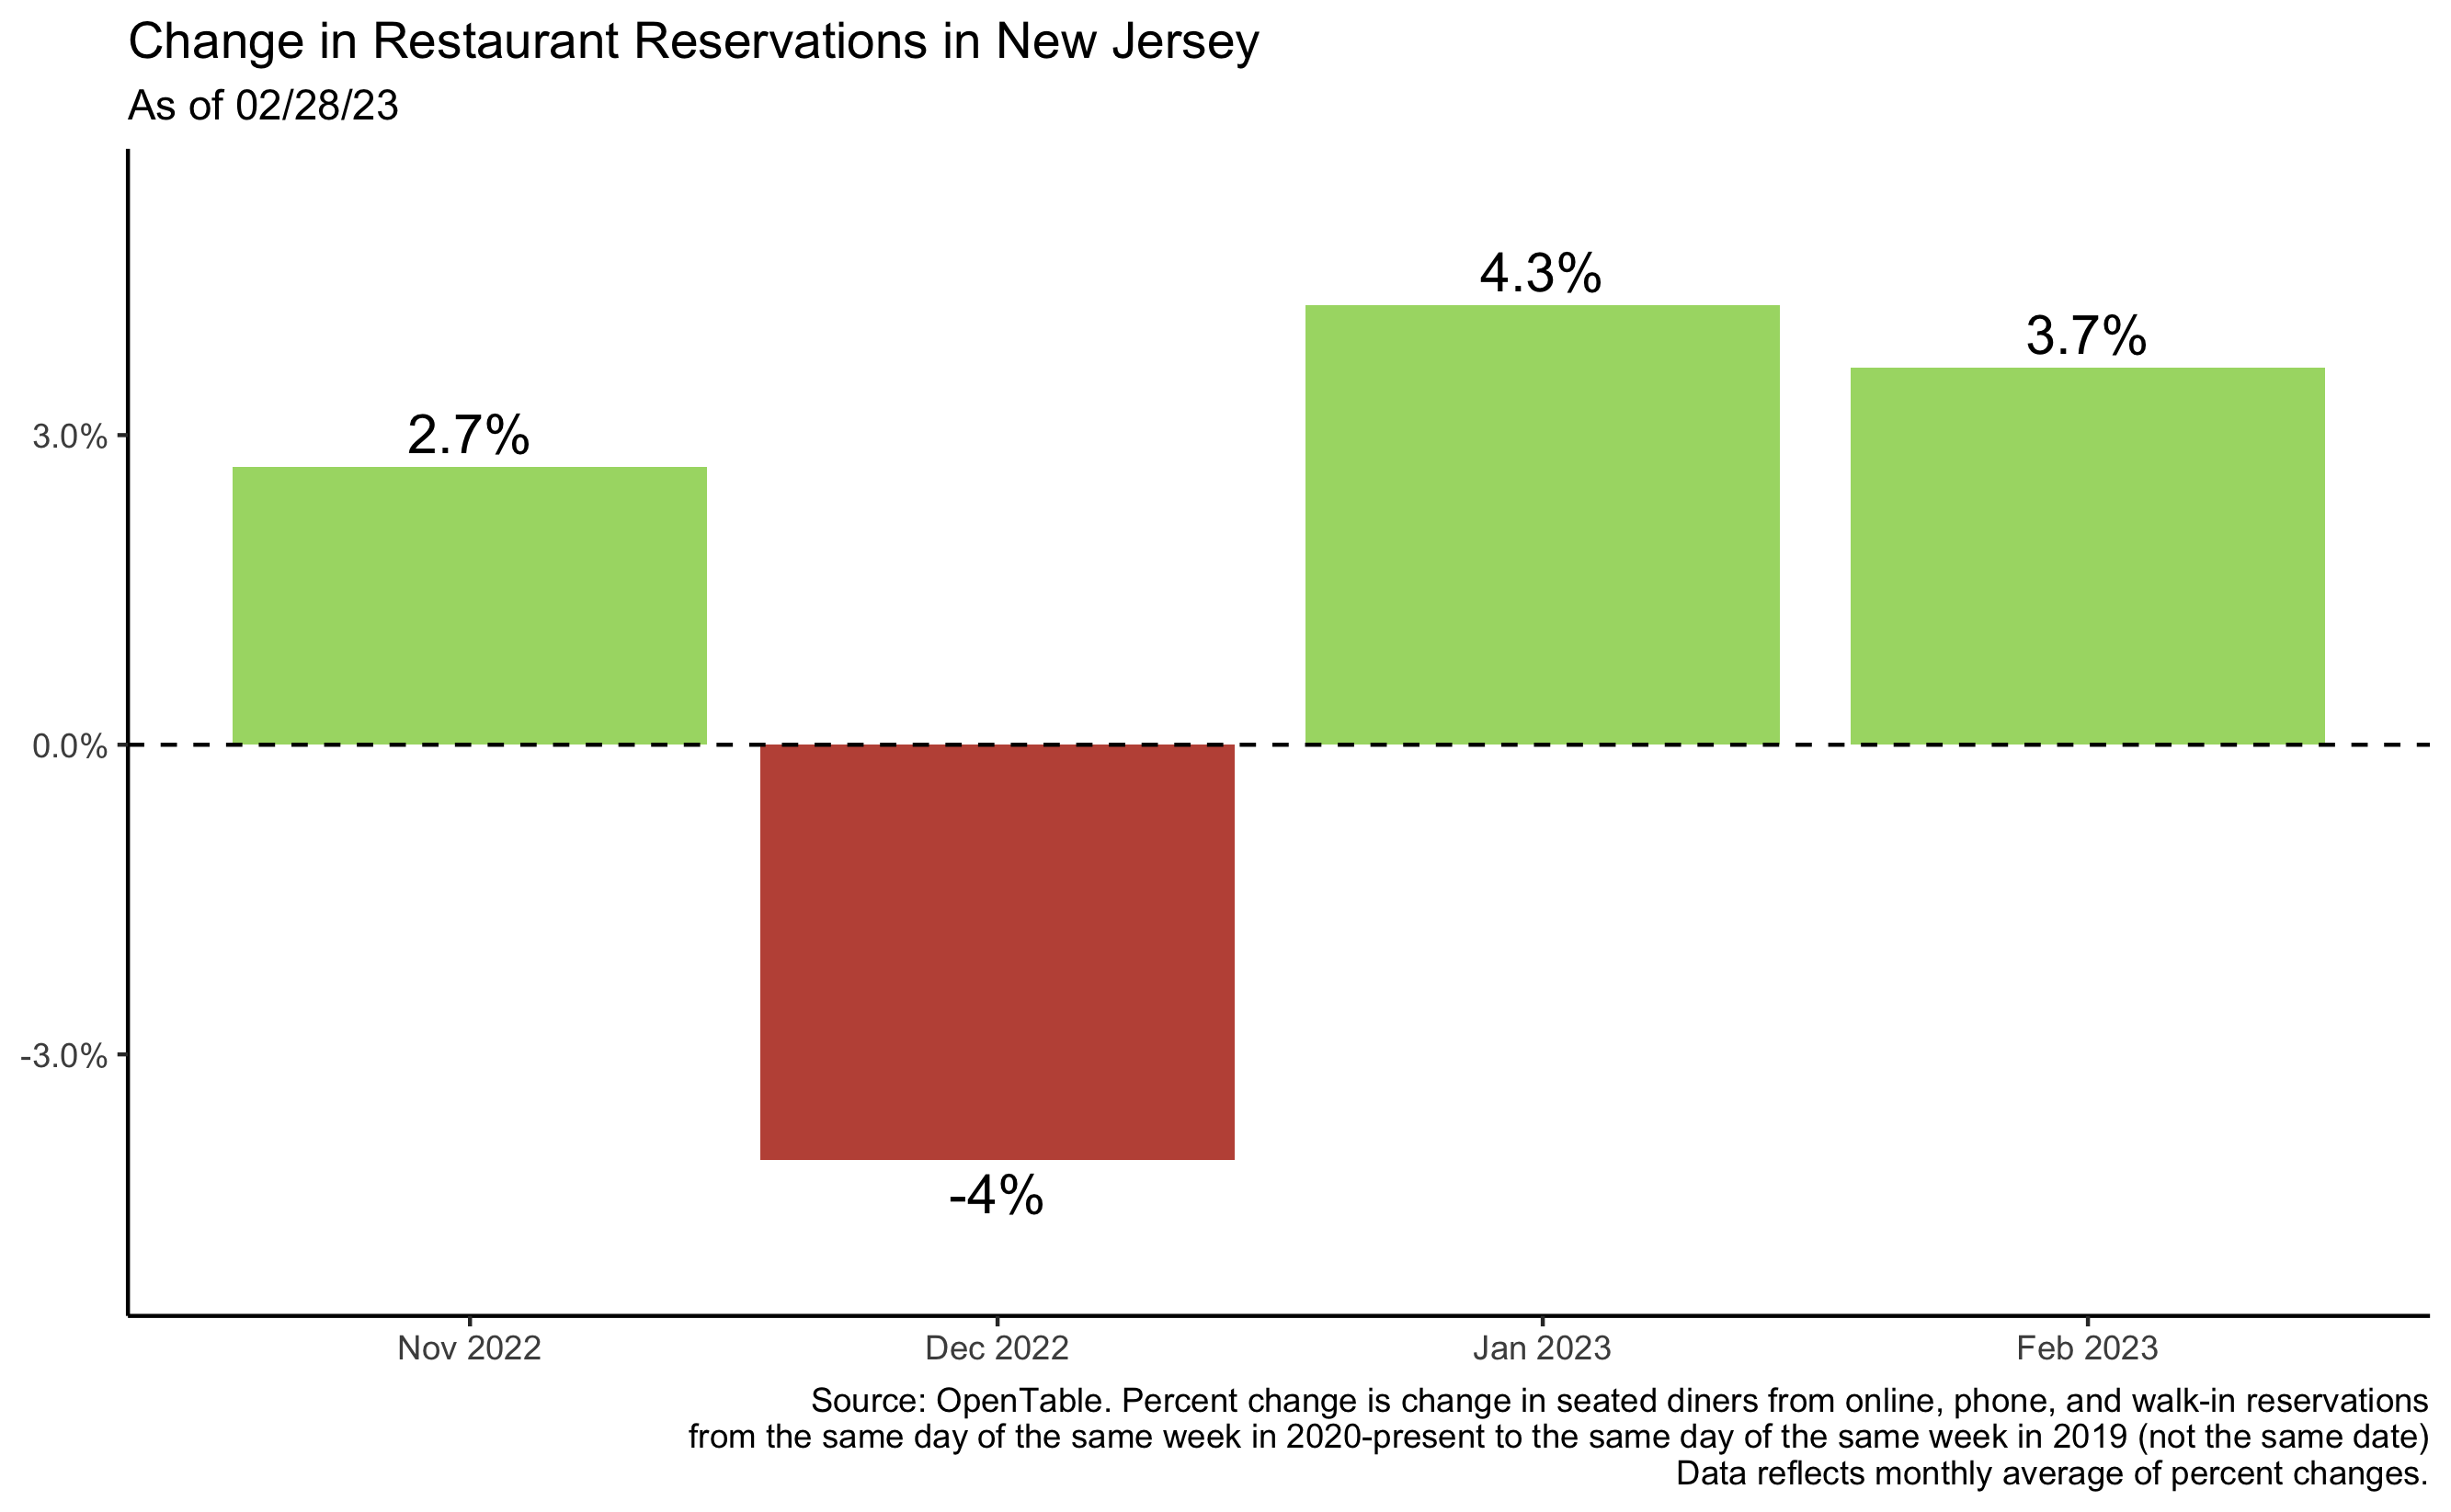 Change in Restaurant Reservations in New Jersey
As of 02/28/23
4.3%
3.7%
2.7%
3.0%
0.0%
-3.0%
-4%
Nov 2022
Dec 2022
Jan 2023
Feb 2023
Source: OpenTable. Percent change is change in seated diners from online, phone, and walk-in reservations
from the same day of the same week in 2020-present to the same day of the same week in 2019 (not the same date)
Data reflects monthly average of percent changes.